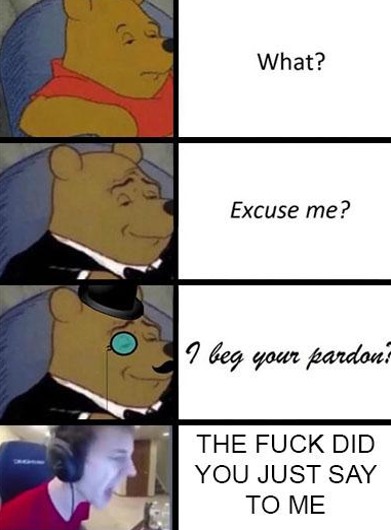 What?
Excuse me?
I beg your pardon?
THE FUCK DID
YOU JUST SAY
TO ME